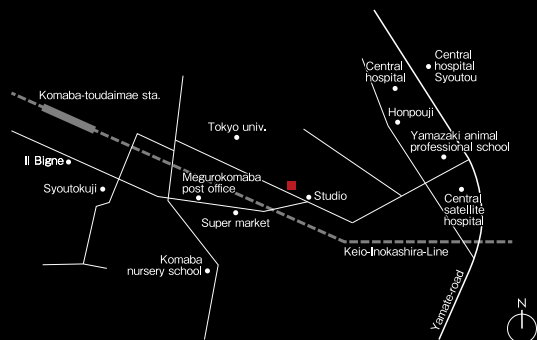 Central
hospital
Syoutou
Central
hospital
Komaba-toudaimae sta.
Honpouji
Tokyo univ.
Yamazaki animal
professional school
Il Bigne
Megurokomaba
post office
Syoutokuji
Studio
Central
satellite
hospital
Super market
Keio-Inokashira-Line
Komaba
nursery school
Yamate-road
N